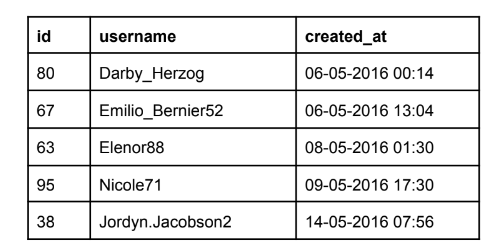 id username created_at
80 Darby_Herzog 06-05-2016 00:14
67 Emilio_Bernier52 06-05-2016 13:04
63 Elenor88 08-05-2016 01:30
95 Nicole71 09-05-2016 17:30
38 Jordyn.Jacobson2 14-05-2016 07:56